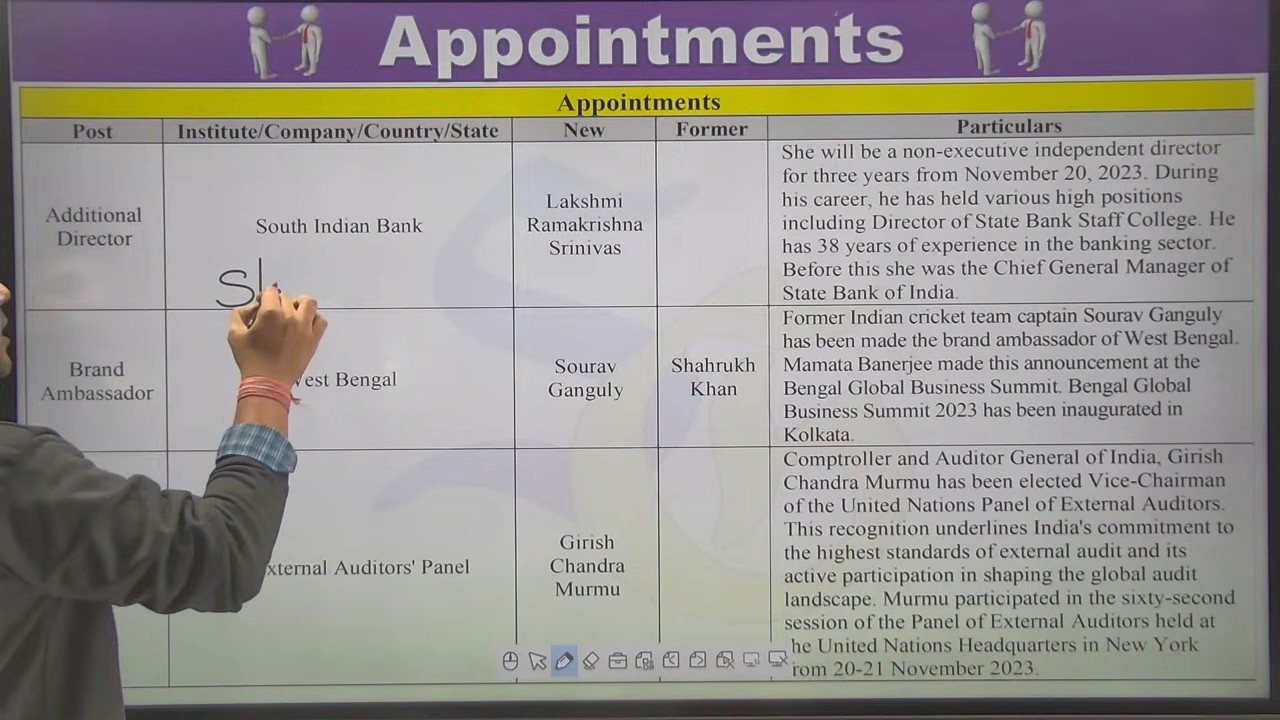 Appointments
Appointments
Post
Institute/Company/Country/State
New
Former
Particulars
Additional
Director
South Indian Bank
Lakshmi
Ramakrishna
Srinivas
She will be a non-executive independent director
for three years from November 20, 2023. During
his career, he has held various high positions
including Director of State Bank Staff College. He
has 38 years of experience in the banking sector.
Before this she was the Chief General Manager of
State Bank of India.
Brand
Ambassador
est Bengal
Sourav
Ganguly
Shahrukh
Khan
Former Indian cricket team captain Sourav Ganguly
has been made the brand ambassador of West Bengal.
Mamata Banerjee made this announcement at the
Bengal Global Business Summit. Bengal Global
Business Summit 2023 has been inaugurated in
Kolkata.
xternal Auditors' Panel
Girish
Chandra
Murmu
Comptroller and Auditor General of India, Girish
Chandra Murmu has been elected Vice-Chairman
of the United Nations Panel of External Auditors.
This recognition underlines India's commitment to
the highest standards of external audit and its
active participation in shaping the global audit
landscape. Murmu participated in the sixty-second
session of the Panel of External Auditors held at
he United Nations Headquarters in New York
rom 20-21 November 2023.